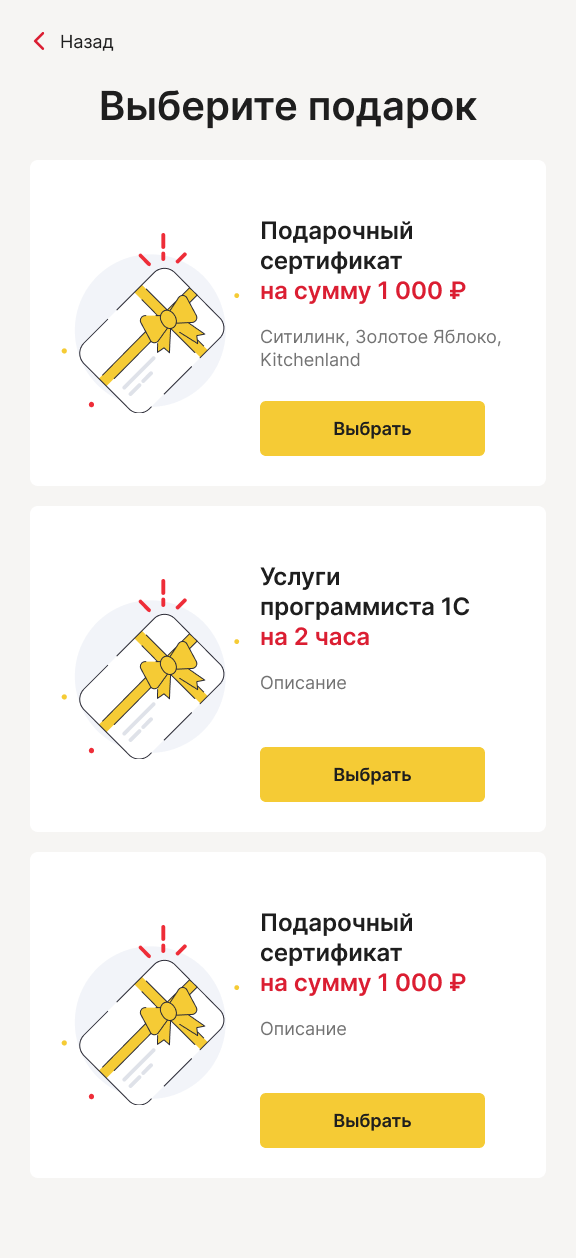 Назад
Выберите подарок
Подарочный
сертификат
на сумму 1 000 ₽
Ситилинк, Золотое Яблоко,
Kitchenland
Выбрать
Услуги
программиста 1С
на 2 часа
Описание
Выбрать
Подарочный
сертификат
на сумму 1 000 ₽
Описание
Выбрать